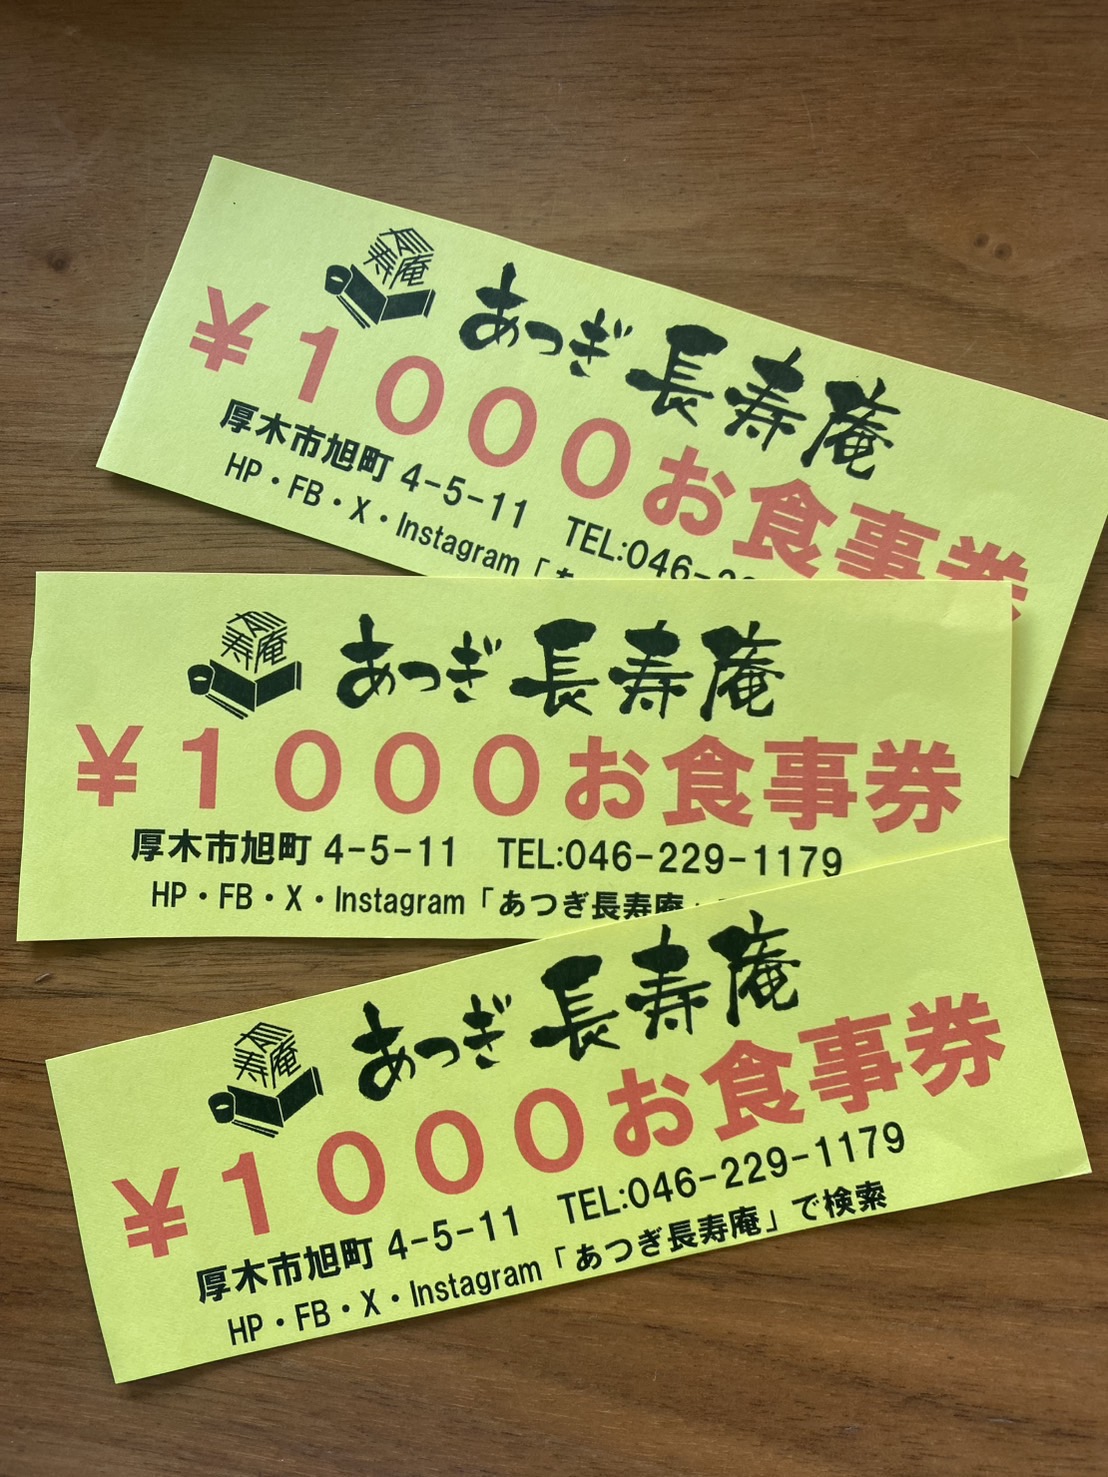 長寿庵
あつぎ 長寿庵
¥1000お食事券
厚木市旭町 4-5-11 TEL:046-22
HP・FB・X・Instagram「あ
長寿庵
あつぎ 長寿庵
¥1000お食事券
厚木市旭町 4-5-11 TEL:046-229-1179
HP・FB・X・Instagram「あつぎ長寿庵」
長寿庵
あつぎ 長寿庵
¥1000お食事券
厚木市旭町 4-5-11 TEL:046-229-1179
HP・FB・X・Instagram「あつぎ長寿庵」で検索